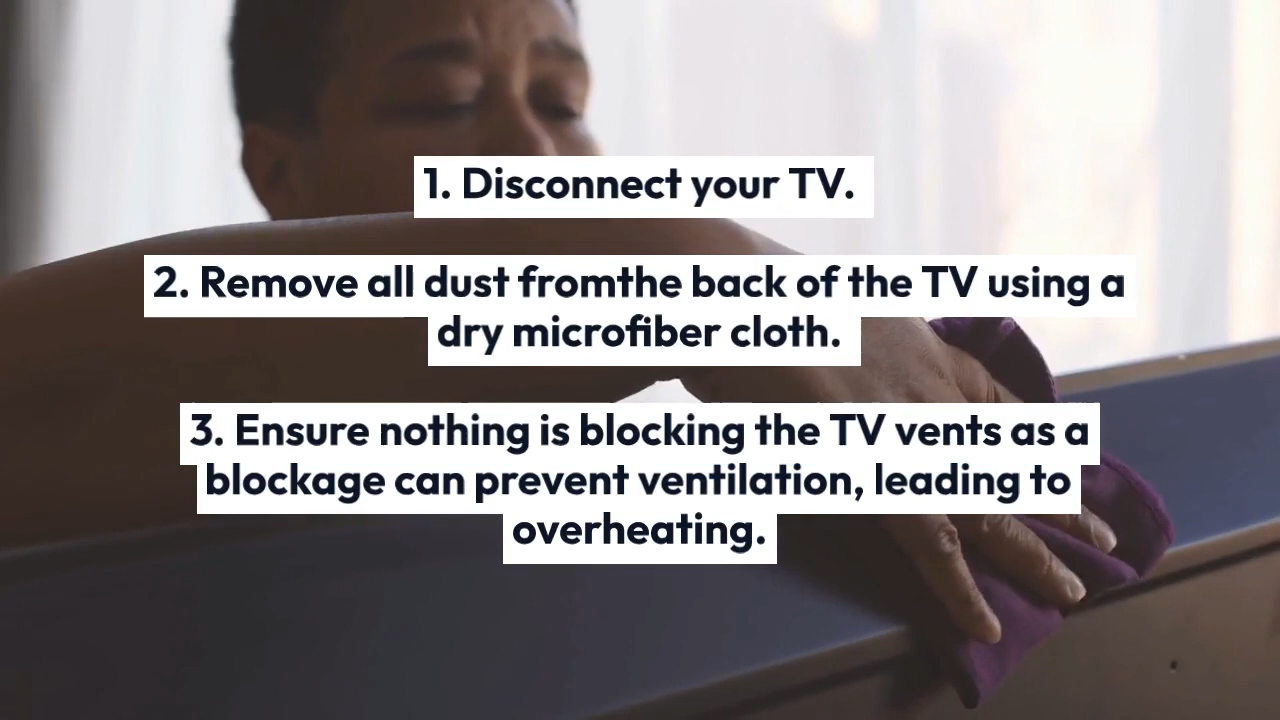 1. Disconnect your TV.
2. Remove all dust fromthe back of the TV using a
dry microfiber cloth.
3. Ensure nothing is blocking the TV vents as a
blockage can prevent ventilation, leading to
overheating.